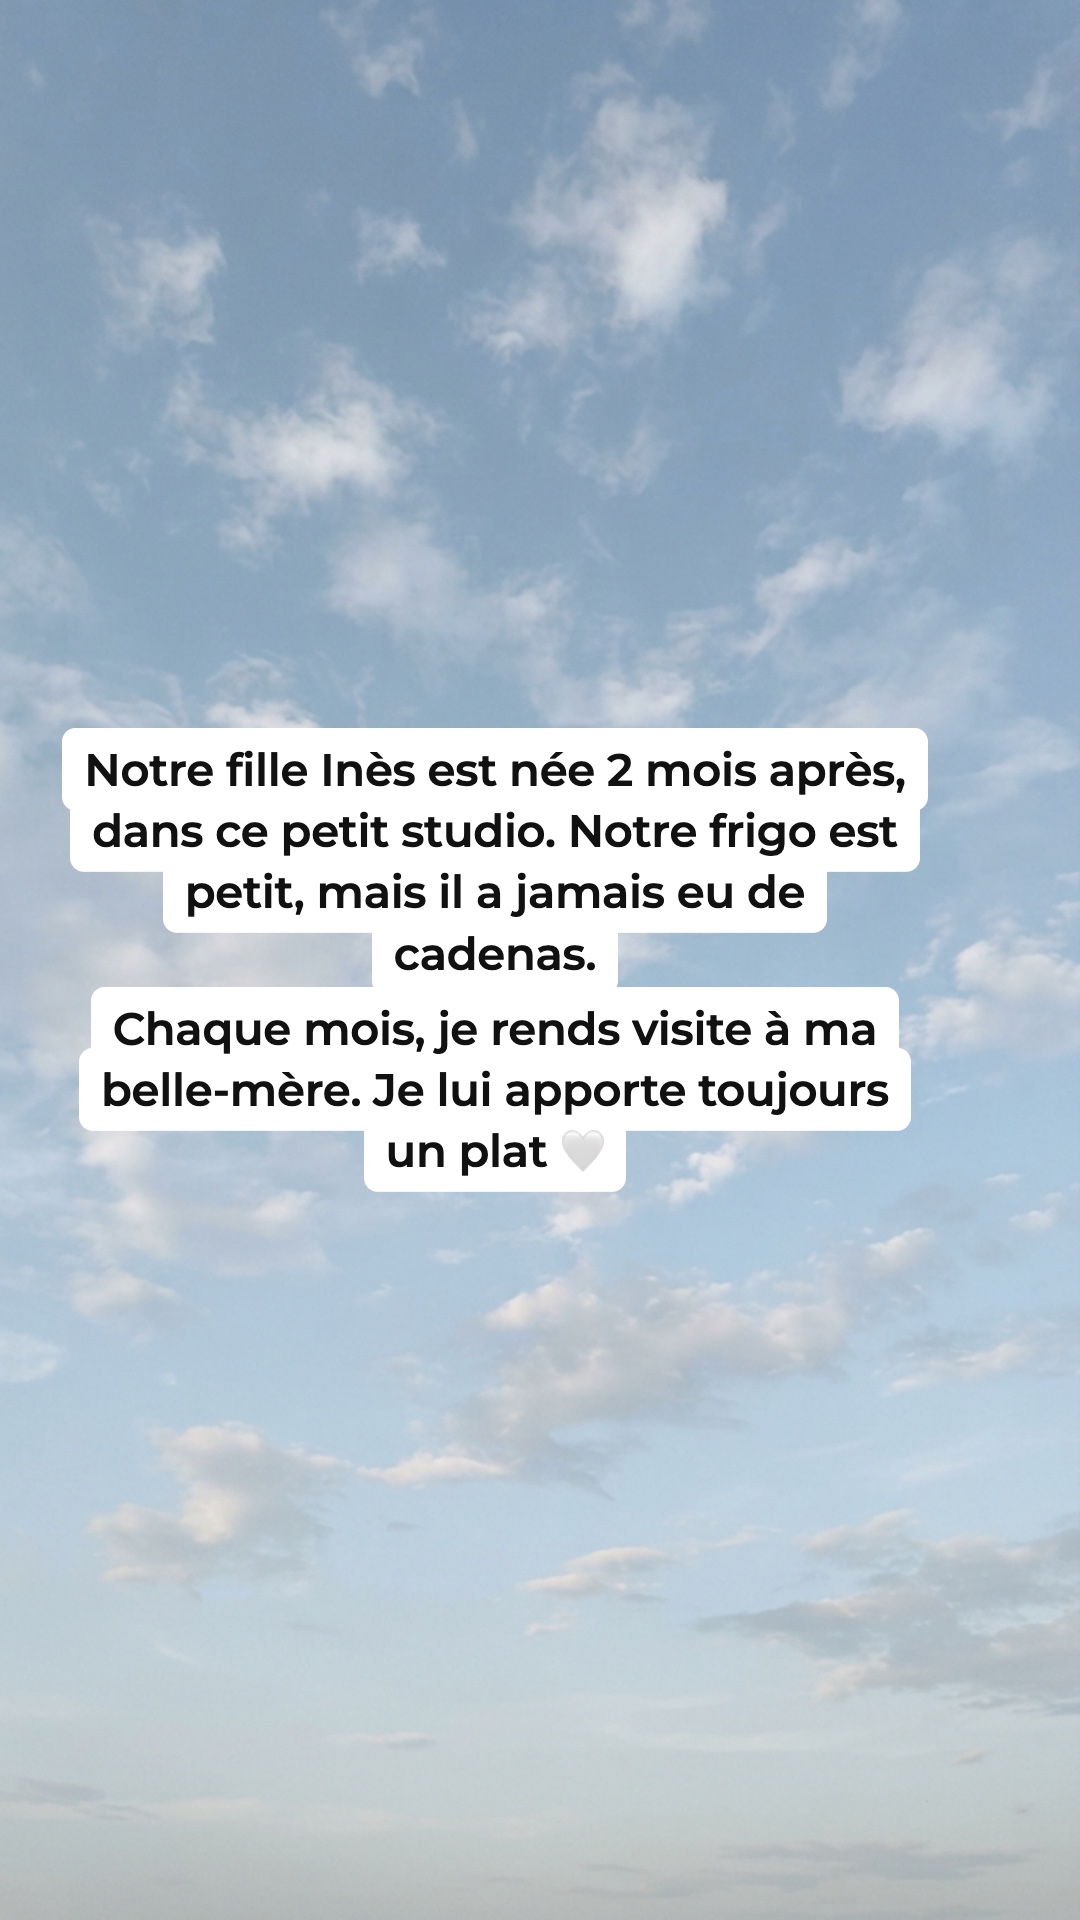 Notre fille Inès est née 2 mois après,
dans ce petit studio. Notre frigo est
petit, mais il a jamais eu de
cadenas.
Chaque mois, je rends visite à ma
belle-mère. Je lui apporte toujours
un plat 🤍